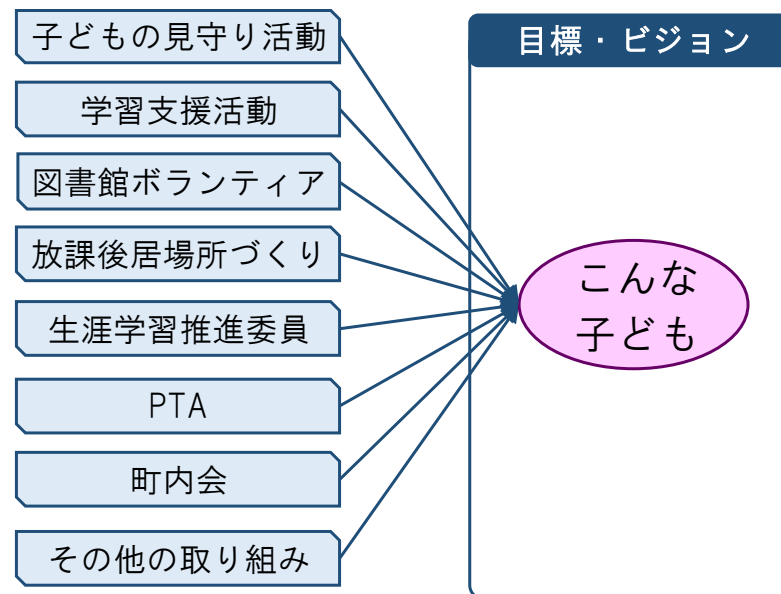 子どもの見守り活動
学習支援活動
図書館ボランティア
放課後居場所づくり
生涯学習推進委員
PTA
町内会
その他の取り組み
目標・ビジョン
こんな
子ども